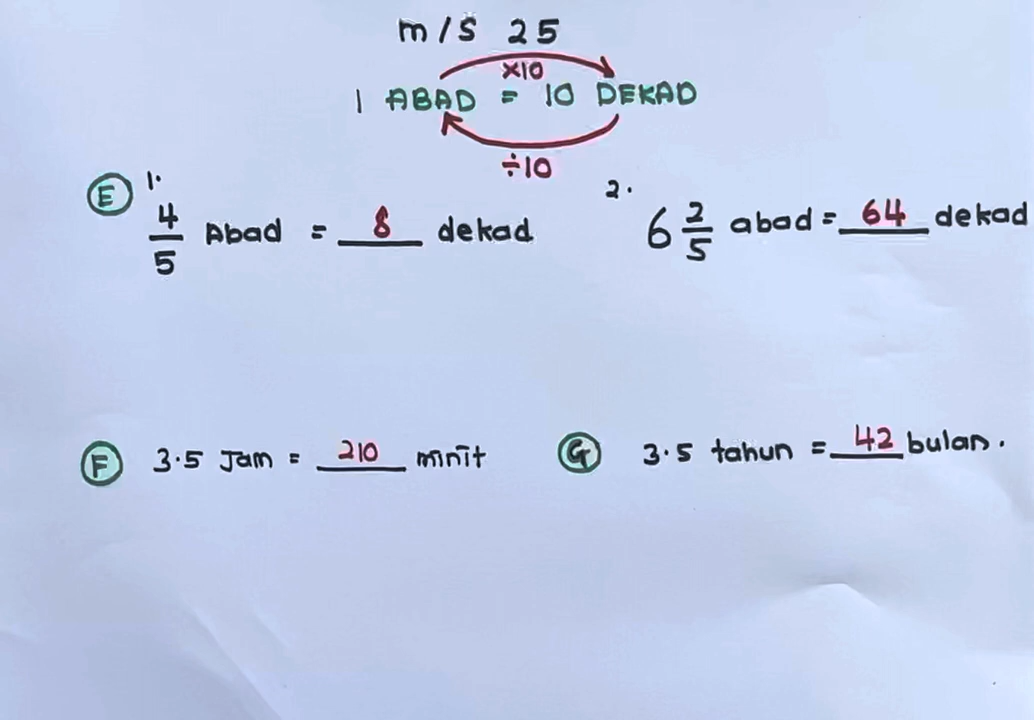 m/s 25
×10
1 ABAD = 10 DEKAD
÷10
E 1. 4/5 Abad = 8 dekad
2. 6 2/5 abad = 64 dekad
F 3.5 Jam = 210 minit
G 3.5 tahun = 42 bulan.